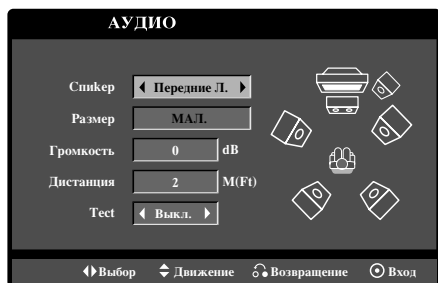 АУДИО
Спикер ◀ Передние Л. ▶
Размер МАЛ.
Громкость 0 dB
Дистанция 2 M(Ft)
Тест ◀ Выкл. ▶
Выбор Движение Возвращение Вход